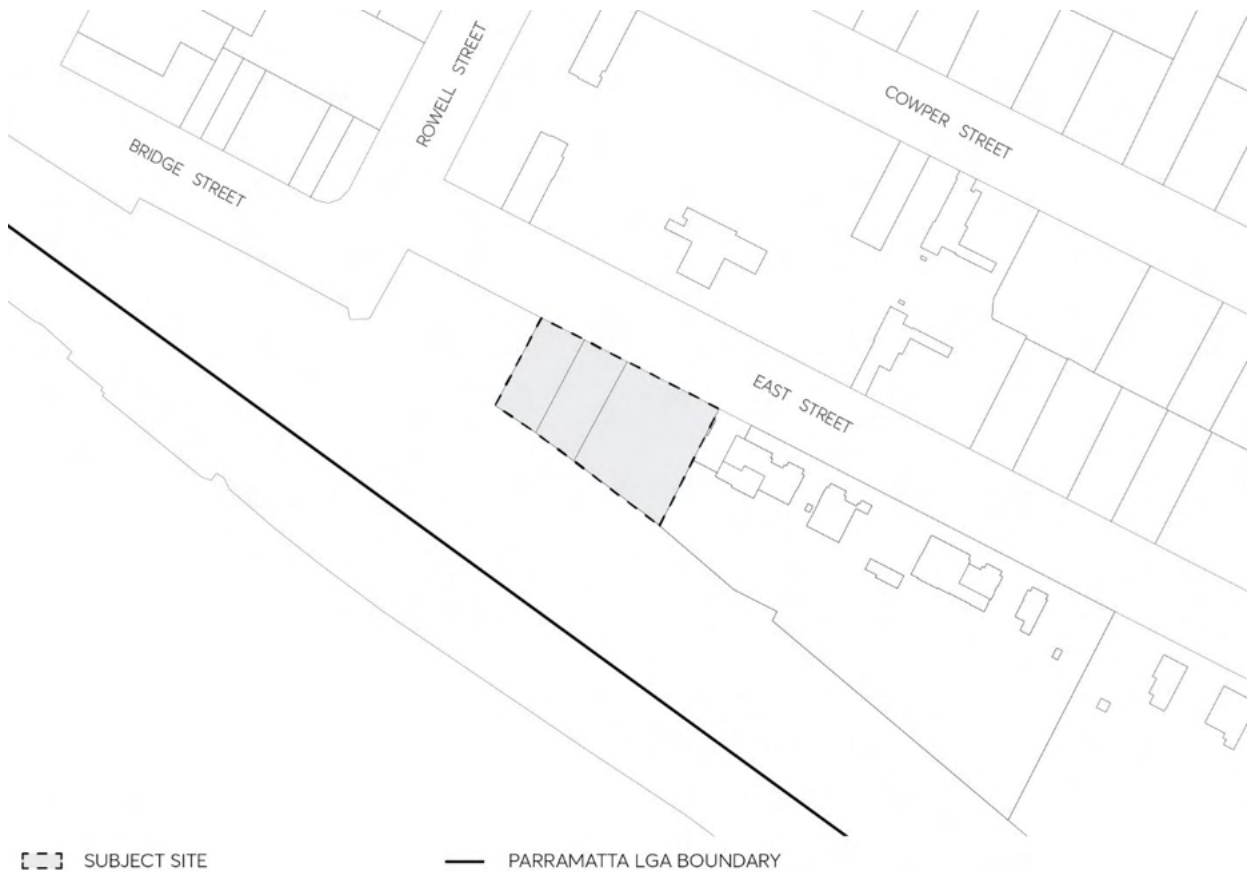 ROWELL STREET
COWPER STREET
BRIDGE STREET
EAST STREET
SUBJECT SITE
PARRAMATTA LGA BOUNDARY